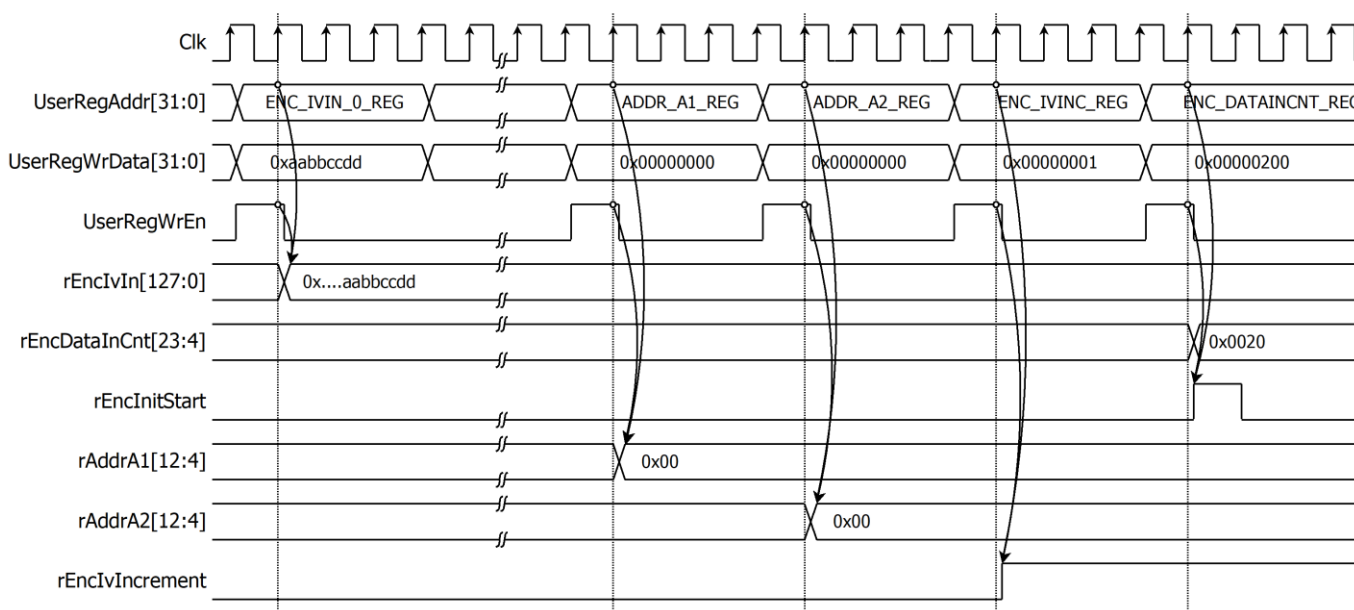 Clk
UserRegAddr[31:0] ENC_IVIN_0_REG ADDR_A1_REG ADDR_A2_REG ENC_IVINC_REG ENC_DATAINCNT_REG
UserRegWrData[31:0] 0xaabbccdd 0x00000000 0x00000000 0x00000001 0x00000200
UserRegWrEn
rEncIvIn[127:0] 0x....aabbccdd
rEncDataInCnt[23:4] 0x0020
rEncInitStart
rAddrA1[12:4] 0x00
rAddrA2[12:4] 0x00
rEncIvIncrement